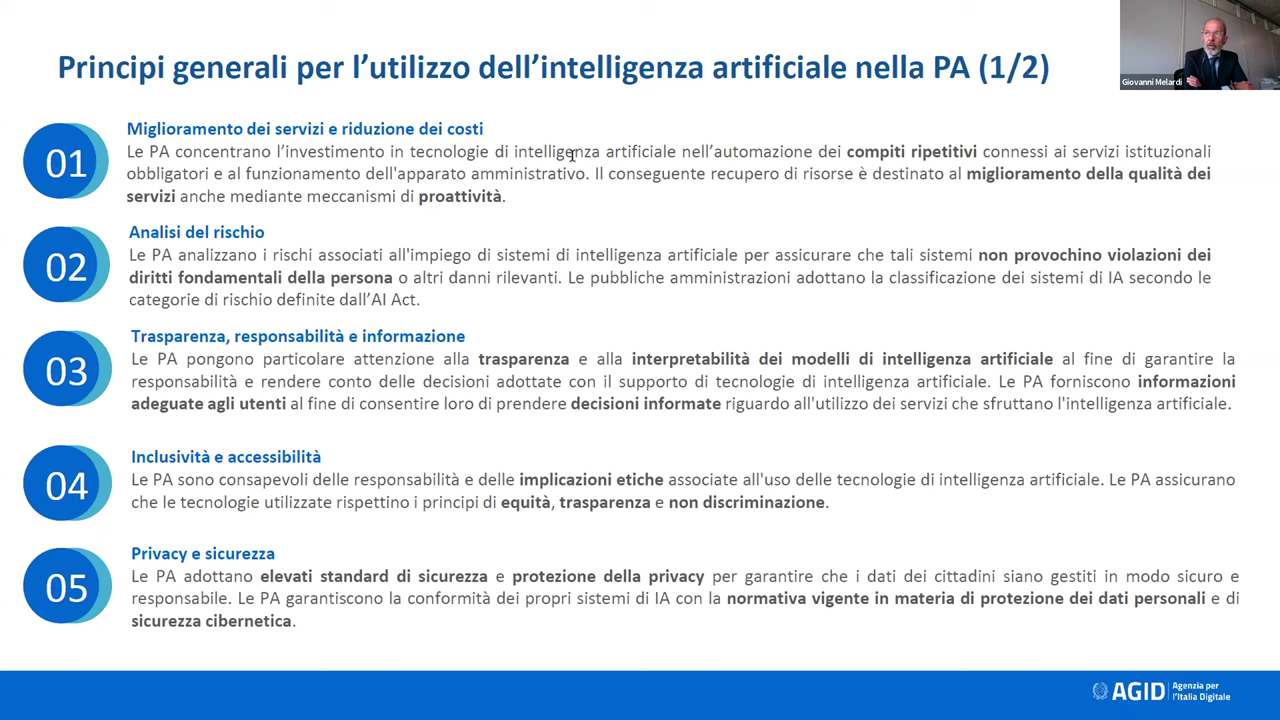 Principi generali per l’utilizzo dell’intelligenza artificiale nella PA (1/2)
Giovanni Melardi
01
Miglioramento dei servizi e riduzione dei costi
Le PA concentrano l’investimento in tecnologie di intelligenza artificiale nell’automazione dei compiti ripetitivi connessi ai servizi istituzionali
obbligatori e al funzionamento dell'apparato amministrativo. Il conseguente recupero di risorse è destinato al miglioramento della qualità dei
servizi anche mediante meccanismi di proattività.
02
Analisi del rischio
Le PA analizzano i rischi associati all'impiego di sistemi di intelligenza artificiale per assicurare che tali sistemi non provochino violazioni dei
diritti fondamentali della persona o altri danni rilevanti. Le pubbliche amministrazioni adottano la classificazione dei sistemi di IA secondo le
categorie di rischio definite dall’AI Act.
03
Trasparenza, responsabilità e informazione
Le PA pongono particolare attenzione alla trasparenza e alla interpretabilità dei modelli di intelligenza artificiale al fine di garantire la
responsabilità e rendere conto delle decisioni adottate con il supporto di tecnologie di intelligenza artificiale. Le PA forniscono informazioni
adeguate agli utenti al fine di consentire loro di prendere decisioni informate riguardo all'utilizzo dei servizi che sfruttano l'intelligenza artificiale.
04
Inclusività e accessibilità
Le PA sono consapevoli delle responsabilità e delle implicazioni etiche associate all'uso delle tecnologie di intelligenza artificiale. Le PA assicurano
che le tecnologie utilizzate rispettino i principi di equità, trasparenza e non discriminazione.
05
Privacy e sicurezza
Le PA adottano elevati standard di sicurezza e protezione della privacy per garantire che i dati dei cittadini siano gestiti in modo sicuro e
responsabile. Le PA garantiscono la conformità dei propri sistemi di IA con la normativa vigente in materia di protezione dei dati personali e di
sicurezza cibernetica.
AGID
Agenzia per
l’Italia Digitale